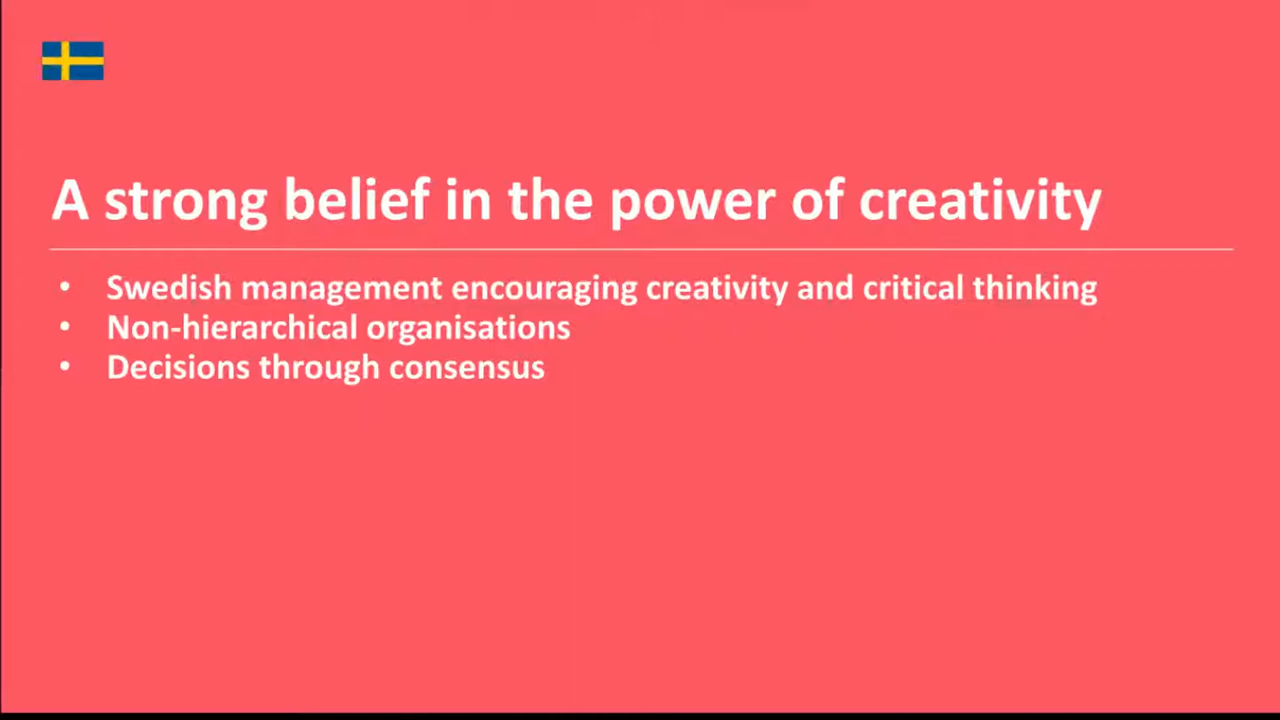 A strong belief in the power of creativity
• Swedish management encouraging creativity and critical thinking
• Non-hierarchical organisations
• Decisions through consensus